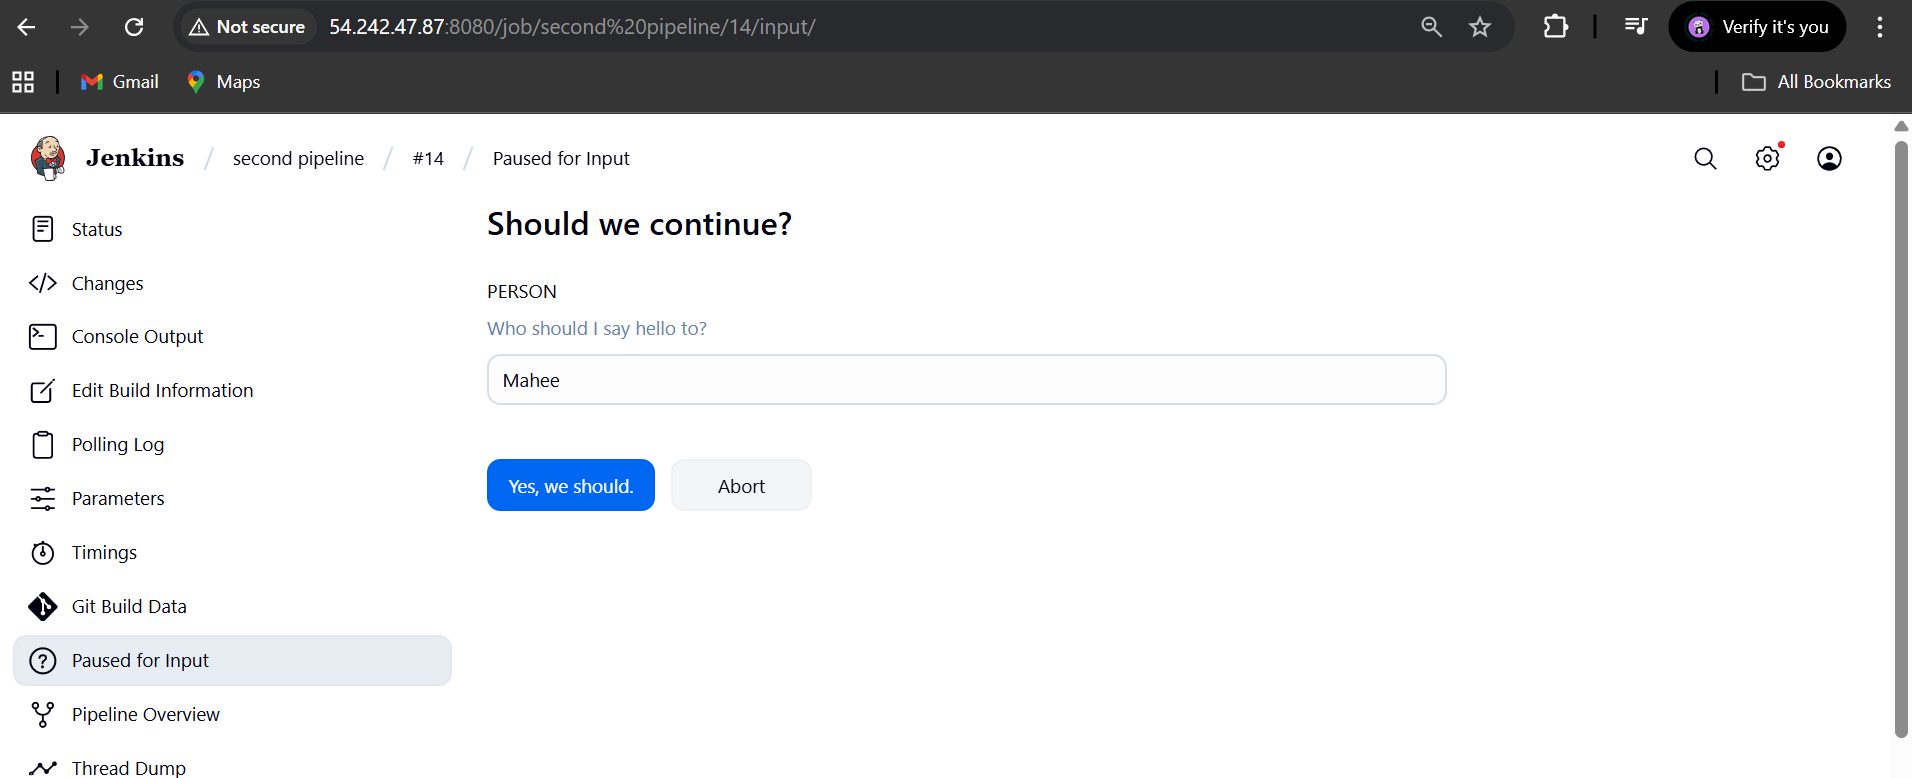 Not secure 54.242.47.87:8080/job/second%20pipeline/14/input/ Verify it's you
Gmail Maps All Bookmarks
Jenkins / second pipeline / #14 / Paused for Input
Status
Changes
Console Output
Edit Build Information
Polling Log
Parameters
Timings
Git Build Data
Paused for Input
Pipeline Overview
Thread Dump
Should we continue?
PERSON
Who should I say hello to?
Mahee
Yes, we should. Abort